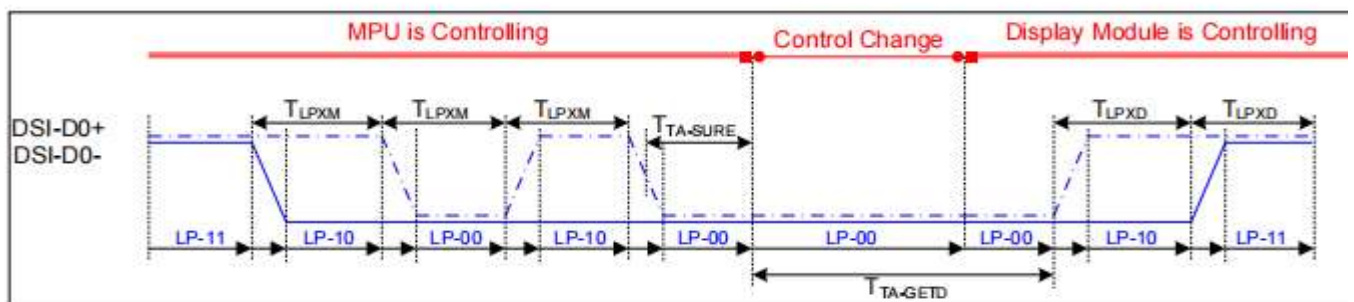 MPU is Controlling
Control Change
Display Module is Controlling
TLPXM
TLPXM
TLPXM
TTA-SURE
TLPXD
TLPXD
DSI-D0+
DSI-D0-
LP-11
LP-10
LP-00
LP-10
LP-00
LP-00
LP-00
LP-10
LP-11
TTA-GETD